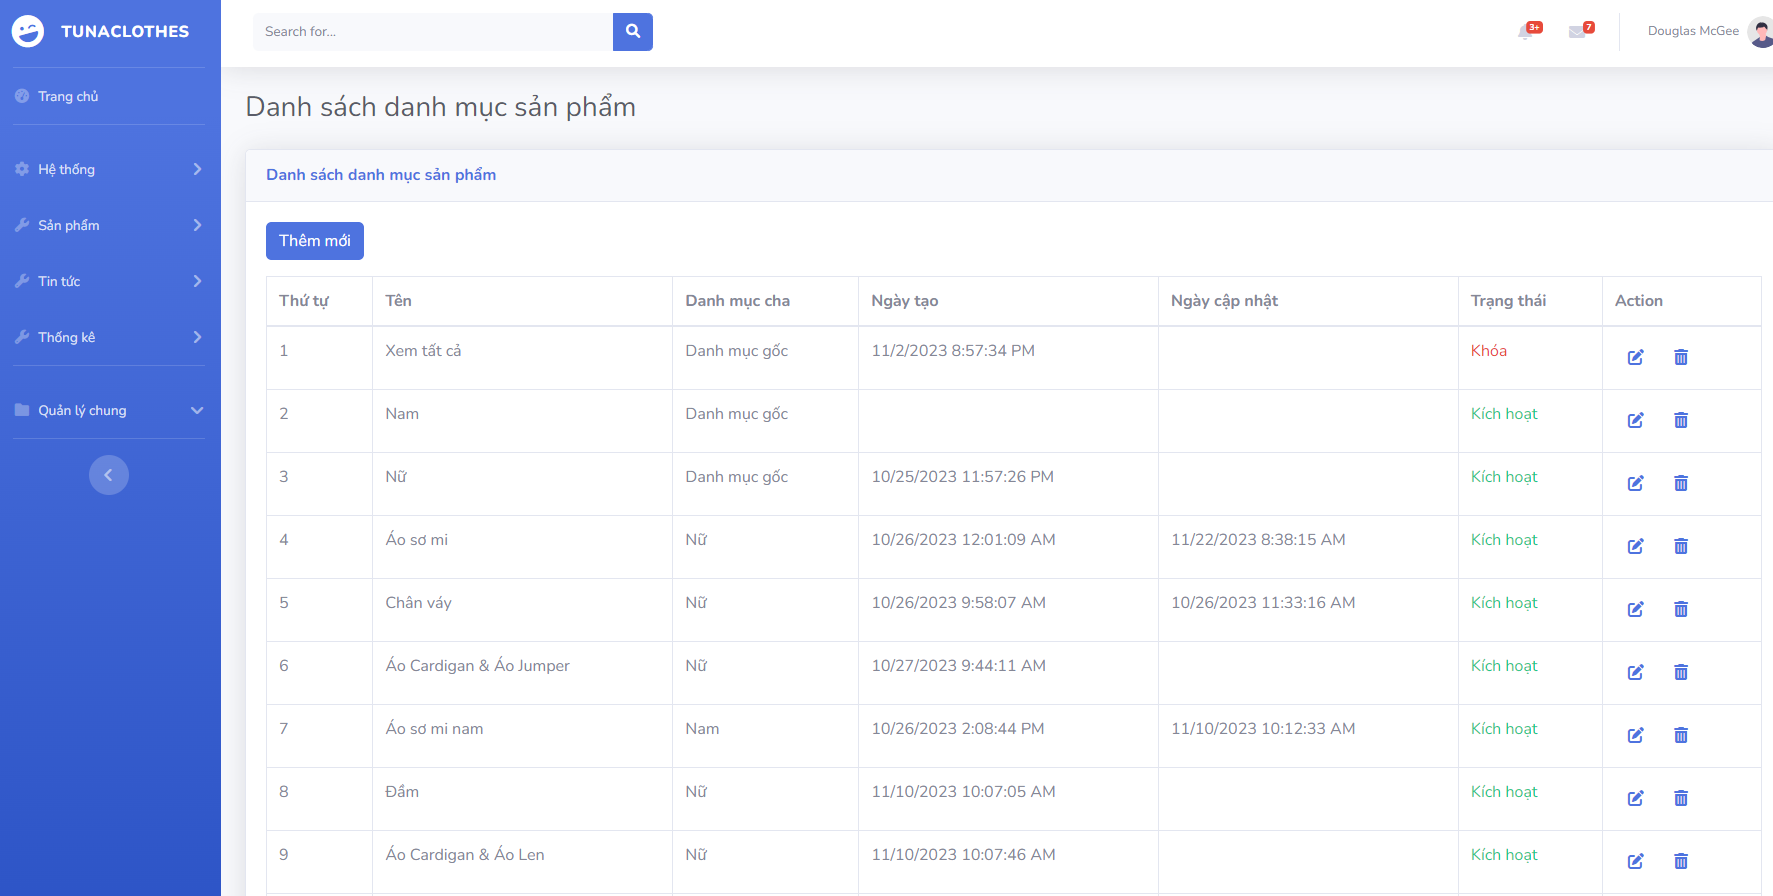 TUNACLOTHES
Search for...
3+
7
Douglas McGee
Trang chủ
Hệ thống
Sản phẩm
Tin tức
Thống kê
Quản lý chung
Danh sách danh mục sản phẩm
Danh sách danh mục sản phẩm
Thêm mới
Thứ tự Tên Danh mục cha Ngày tạo Ngày cập nhật Trạng thái Action
1 Xem tất cả Danh mục gốc 11/2/2023 8:57:34 PM Khóa
2 Nam Danh mục gốc Kích hoạt
3 Nữ Danh mục gốc 10/25/2023 11:57:26 PM Kích hoạt
4 Áo sơ mi Nữ 10/26/2023 12:01:09 AM 11/22/2023 8:38:15 AM Kích hoạt
5 Chân váy Nữ 10/26/2023 9:58:07 AM 10/26/2023 11:33:16 AM Kích hoạt
6 Áo Cardigan & Áo Jumper Nữ 10/27/2023 9:44:11 AM Kích hoạt
7 Áo sơ mi nam Nam 10/26/2023 2:08:44 PM 11/10/2023 10:12:33 AM Kích hoạt
8 Đầm Nữ 11/10/2023 10:07:05 AM Kích hoạt
9 Áo Cardigan & Áo Len Nữ 11/10/2023 10:07:46 AM Kích hoạt